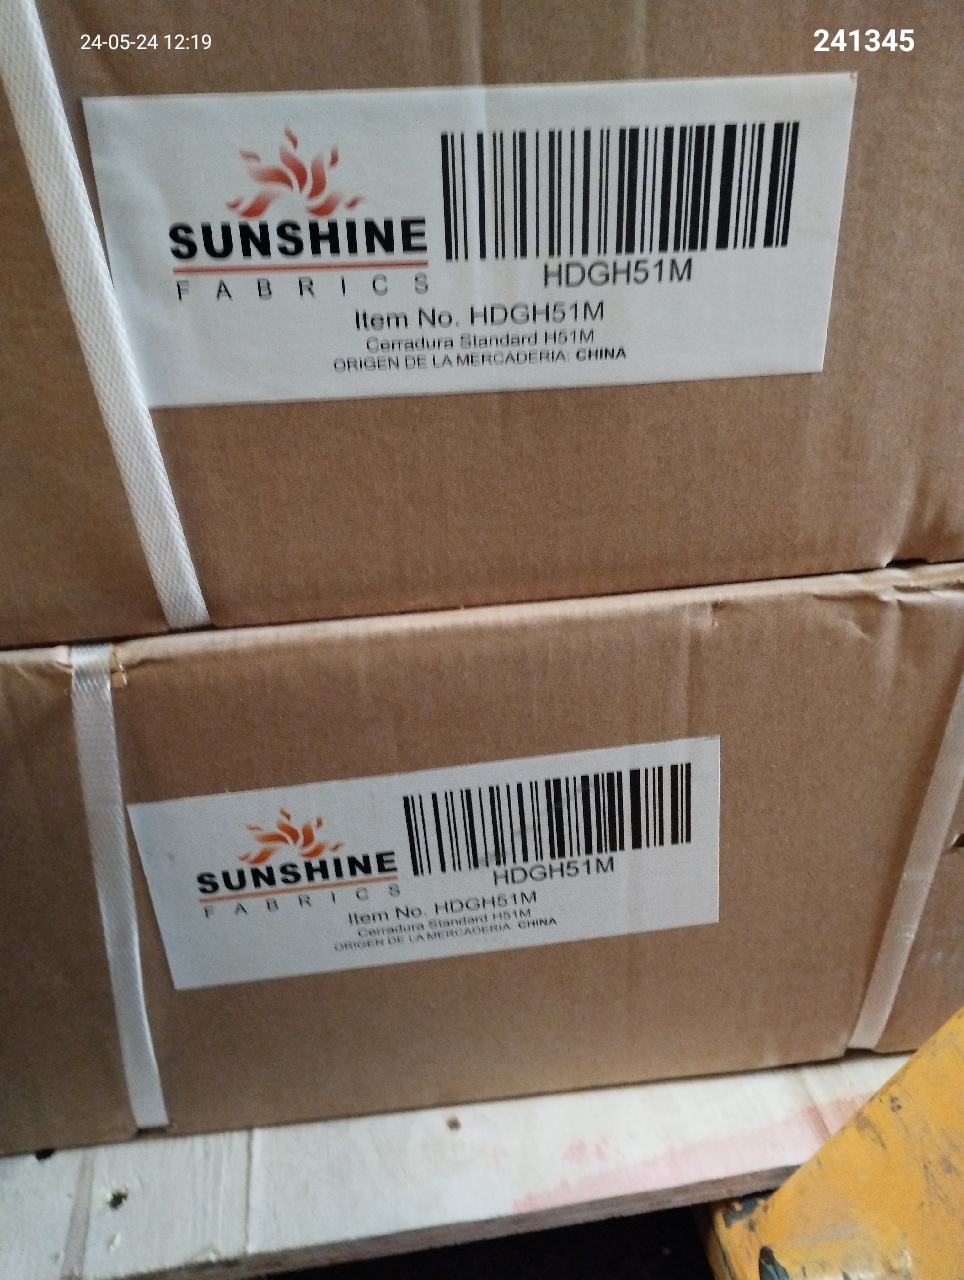 24-05-24 12:19
241345
SUNSHINE
FABRICS
HDGH51M
Item No. HDGH51M
Cerradura Standard H51M
ORIGEN DE LA MERCADERIA: CHINA
SUNSHINE
FABRICS
HDGH51M
Item No. HDGH51M
Cerradura Standard H51M
ORIGEN DE LA MERCADERIA: CHINA